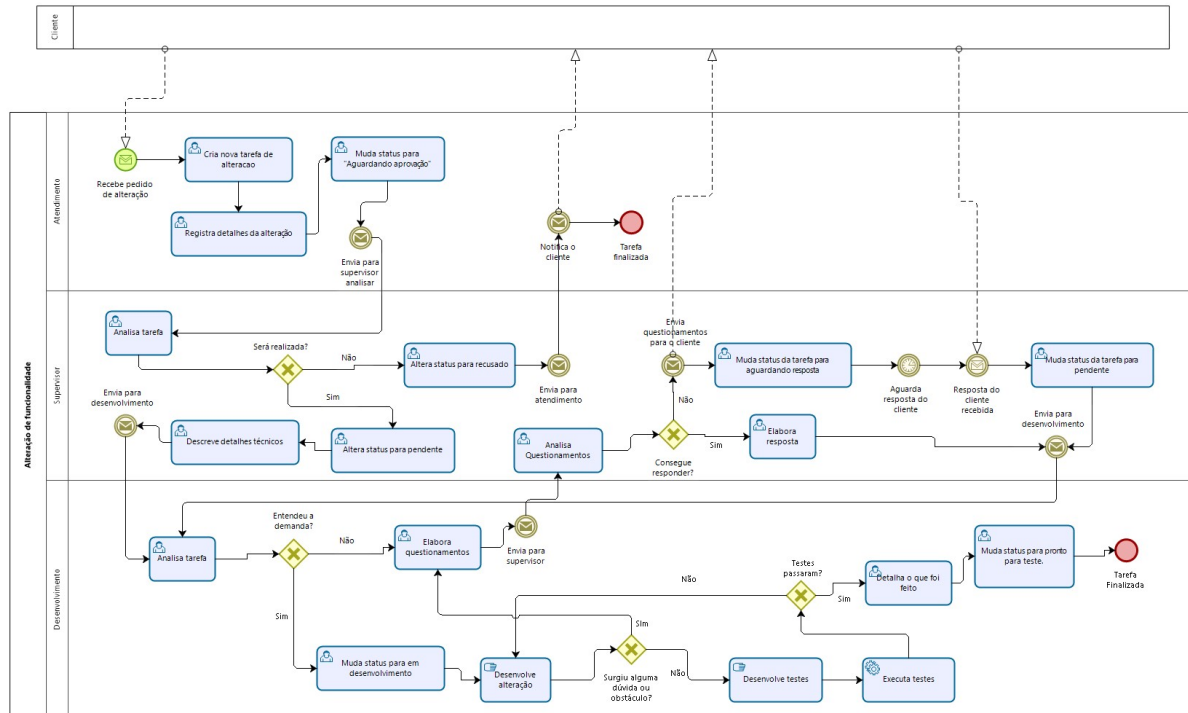 Cliente
Alteração de funcionalidade
Atendimento
Recebe pedido
de alteração
Cria nova tarefa de
alteracao
Registra detalhes da alteração
Muda status para
"Aguardando aprovação"
Envia para
supervisor
analisar
Notifica o
cliente
Tarefa
finalizada
Supervisor
Analisa tarefa
Será realizada?
Não
Sim
Altera status para recusado
Envia para
atendimento
Altera status para pendente
Descreve detalhes técnicos
Envia para
desenvolvimento
Analisa
Questionamentos
Consegue
responder?
Não
Sim
Envia
questionamentos
para o cliente
Muda status da tarefa para
aguardando resposta
Aguarda
resposta do
cliente
Resposta do
cliente
recebida
Muda status da tarefa para
pendente
Elabora
resposta
Envia para
desenvolvimento
Desenvolvimento
Analisa tarefa
Entendeu a
demanda?
Não
Sim
Elabora
questionamentos
Envia para
supervisor
Muda status para em
desenvolvimento
Desenvolve
alteração
Surgiu alguma
dúvida ou
obstáculo?
SIm
Não
Desenvolve testes
Executa testes
Testes
passaram?
Não
Sim
Detalha o que foi
feito
Muda status para pronto
para teste.
Tarefa
Finalizada